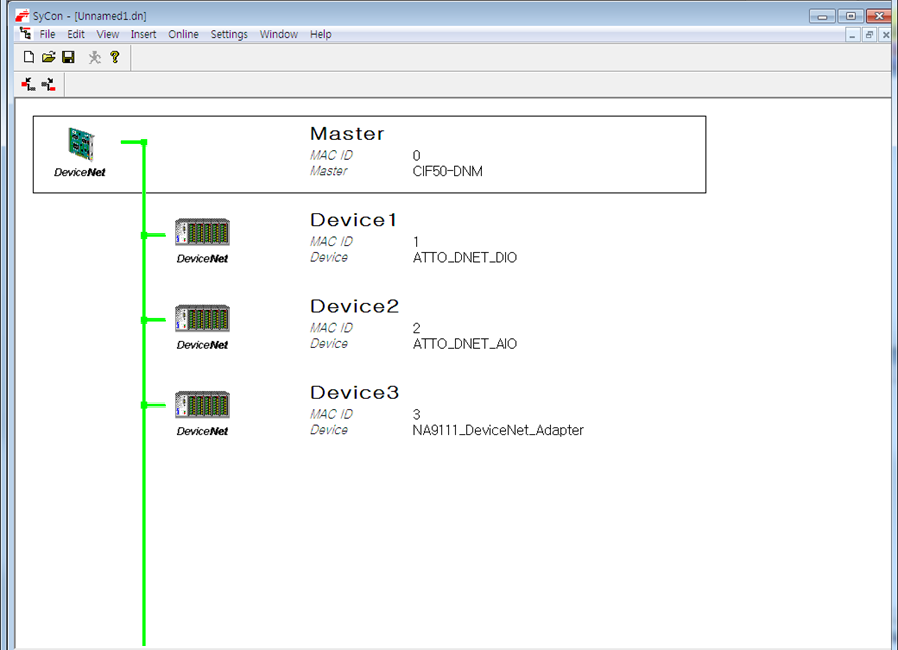 SyCon - [Unnamed1.dn]
File Edit View Insert Online Settings Window Help
Master
MAC ID 0
Master CIF50-DNM
DeviceNet
Device1
MAC ID 1
Device ATTO_DNET_DIO
DeviceNet
Device2
MAC ID 2
Device ATTO_DNET_AIO
DeviceNet
Device3
MAC ID 3
Device NA9111_DeviceNet_Adapter
DeviceNet